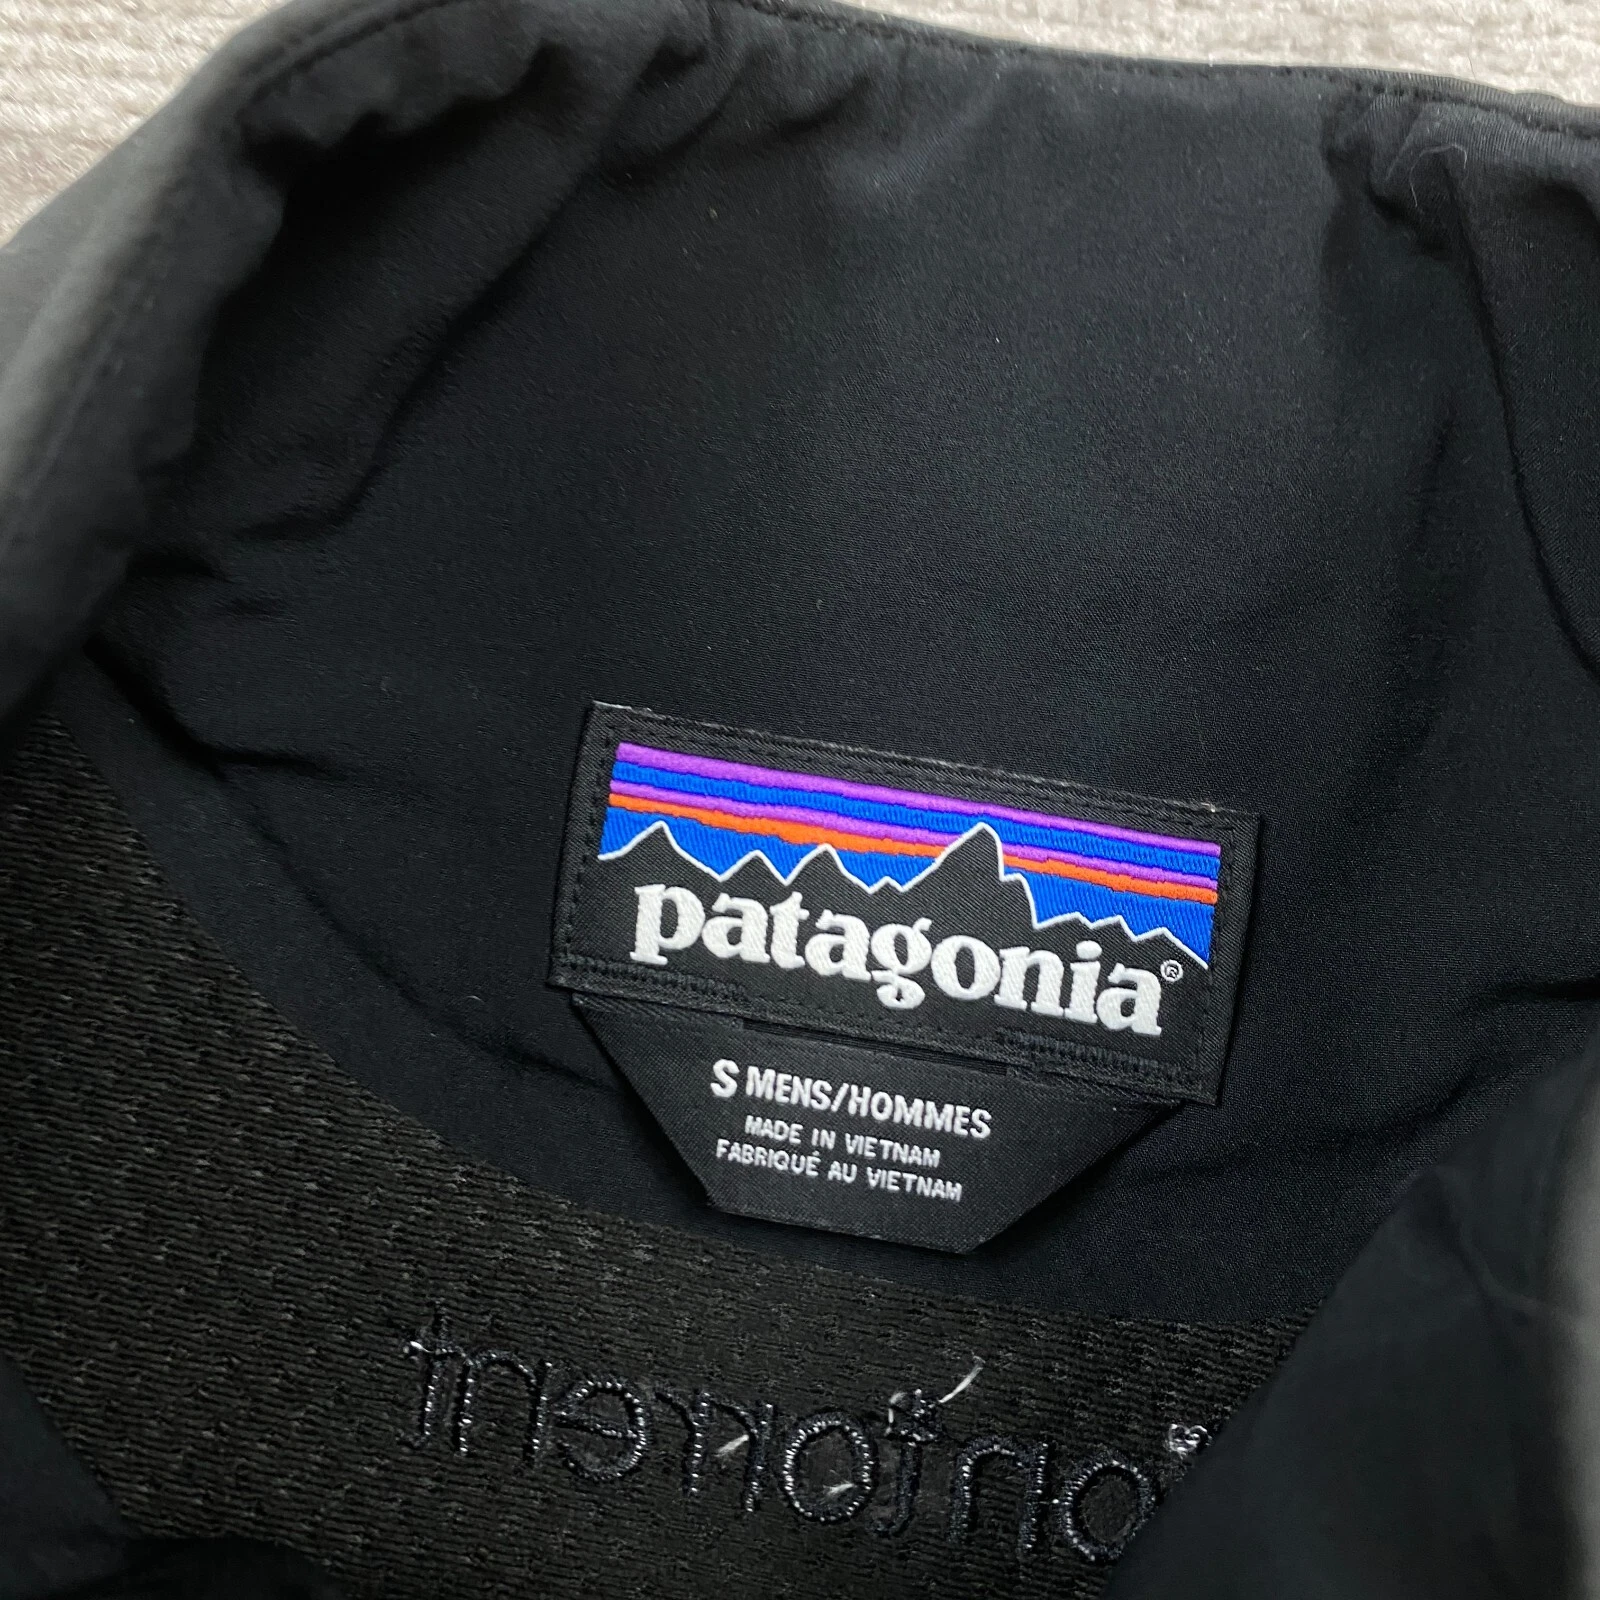 patagonia®
S MENS/HOMMES
MADE IN VIETNAM
FABRIQUÉ AU VIETNAM